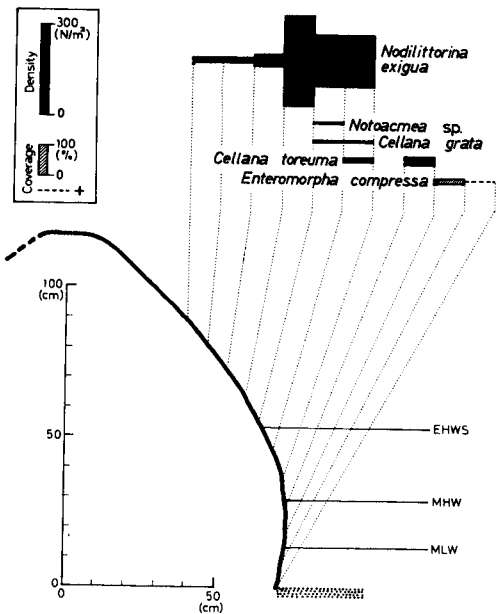 300
(N/m²)
Density
0
100
(%)
Coverage
0
+
Nodilittorina
exigua
Notoacmea sp.
Cellana grata
Cellana toreuma
Enteromorpha compressa
100
(cm)
50
0
0 50
(cm)
EHWS
MHW
MLW